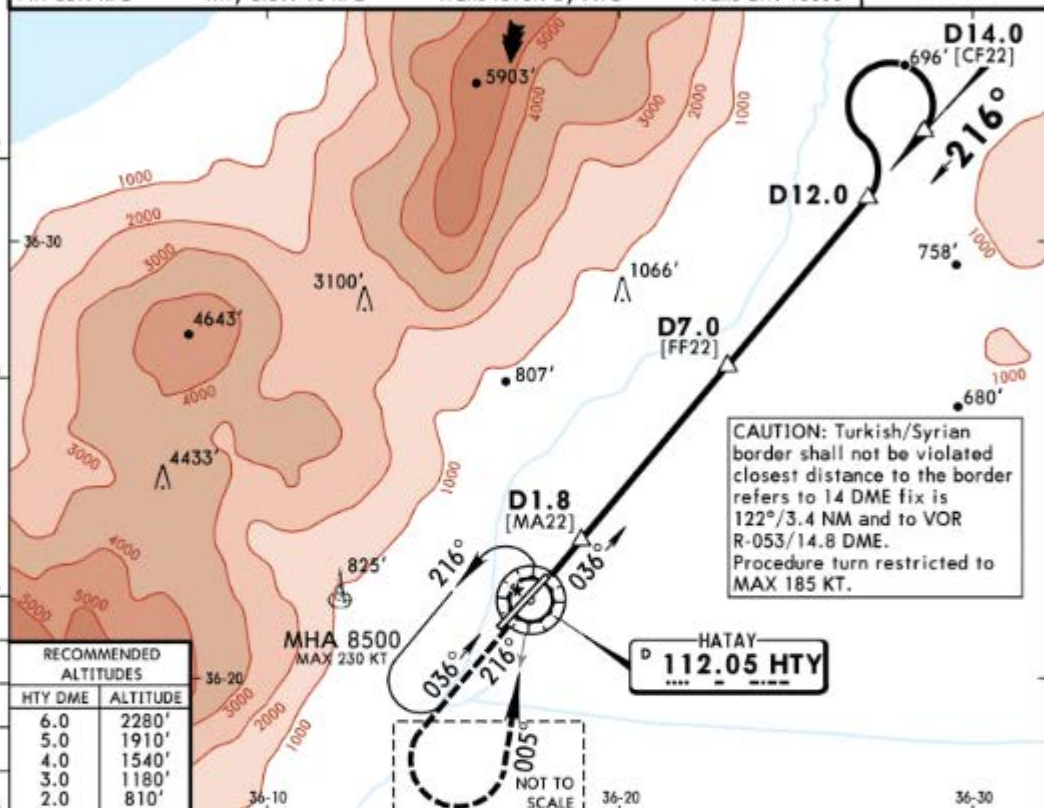 5000
D14.0
[CF22]
696'
5903'
4000
3000
2000
1000
216°
1000
2000
3000
D12.0
36-30
1000
758'
3100'
1066'
4643'
D7.0
[FF22]
807'
1000
4000
680'
3000
4433'
1000
CAUTION: Turkish/Syrian
border shall not be violated
closest distance to the border
refers to 14 DME fix is
122°/3.4 NM and to VOR
R-053/14.8 DME.
Procedure turn restricted to
MAX 185 KT.
D1.8
[MA22]
4000
216°
036°
825'
5000
5000
MHA 8500
MAX 230 KT
HATAY
D 112.05 HTY
036°
216°
RECOMMENDED
ALTITUDES
HTY DME ALTITUDE
6.0 2280'
5.0 1910'
4.0 1540'
3.0 1180'
2.0 810'
36-20
3000
2000
1000
005°
NOT TO
SCALE
36-10
36-20
36-30